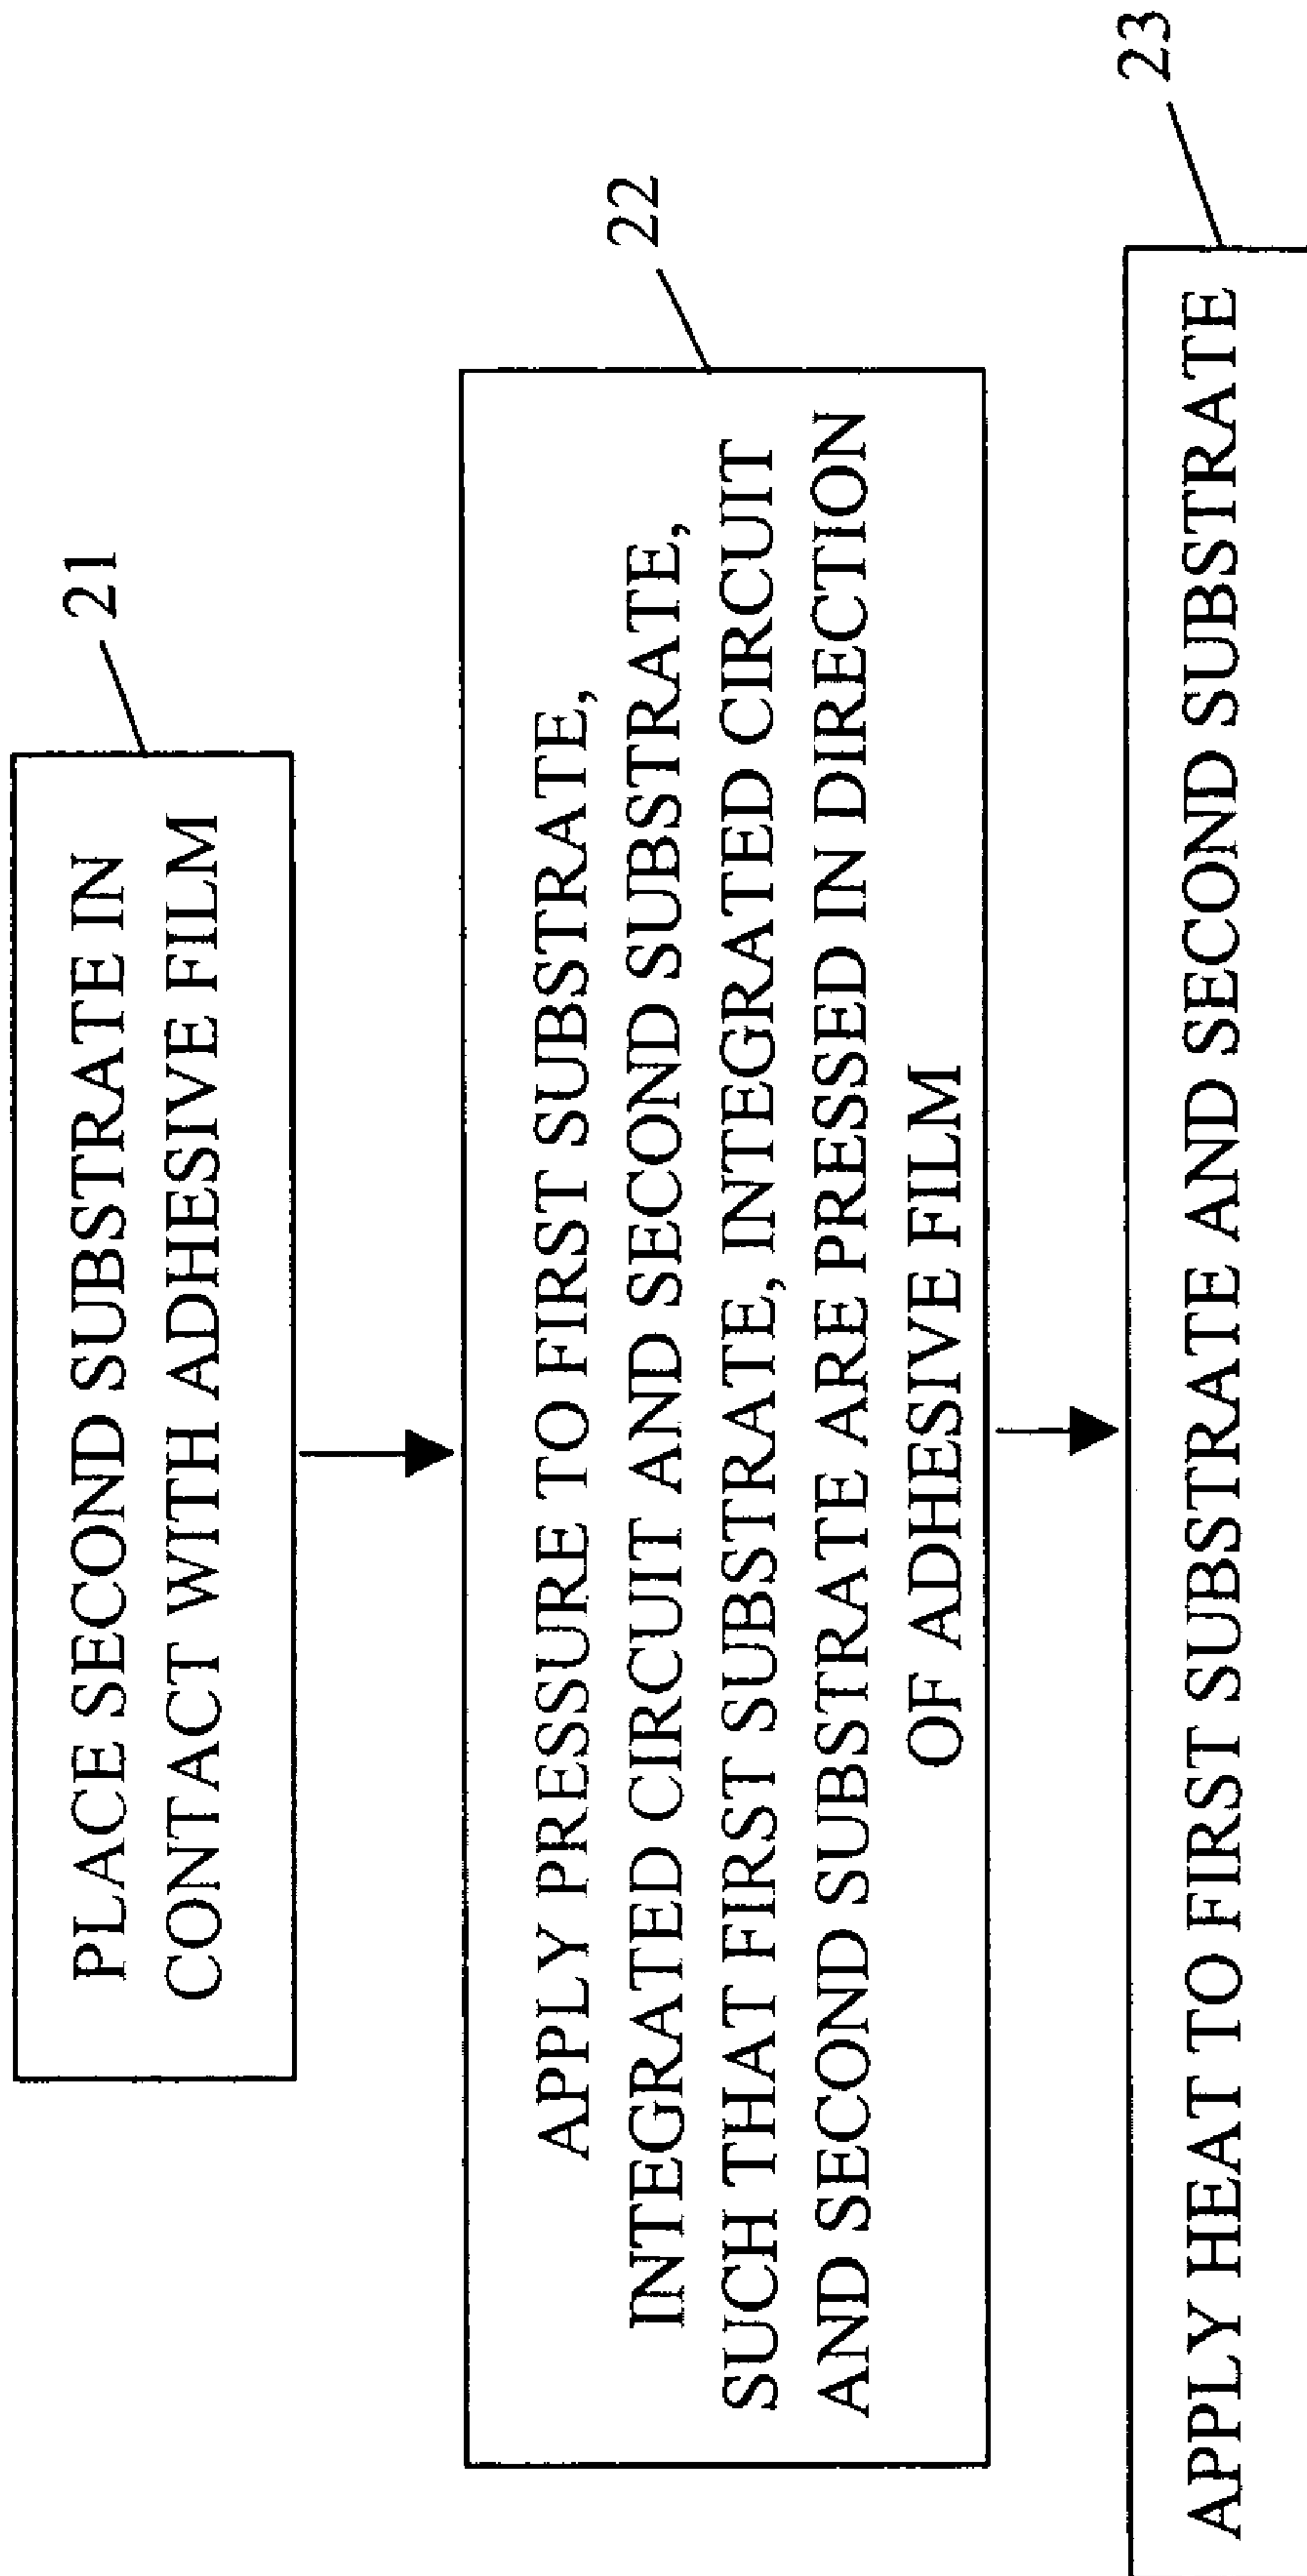 21
PLACE SECOND SUBSTRATE IN
CONTACT WITH ADHESIVE FILM
22
APPLY PRESSURE TO FIRST SUBSTRATE,
INTEGRATED CIRCUIT AND SECOND SUBSTRATE,
SUCH THAT FIRST SUBSTRATE, INTEGRATED CIRCUIT
AND SECOND SUBSTRATE ARE PRESSED IN DIRECTION
OF ADHESIVE FILM
23
APPLY HEAT TO FIRST SUBSTRATE AND SECOND SUBSTRATE